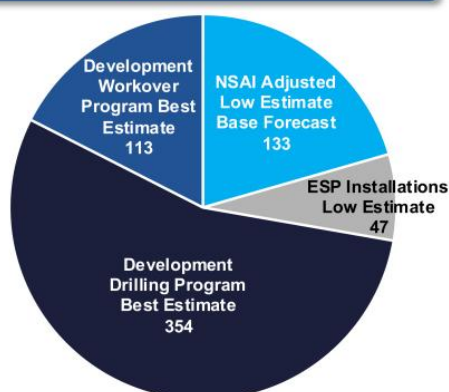 Development
Workover
Program Best
Estimate
113
NSAI Adjusted
Low Estimate
Base Forecast
133
ESP Installations
Low Estimate
47
Development
Drilling Program
Best Estimate
354